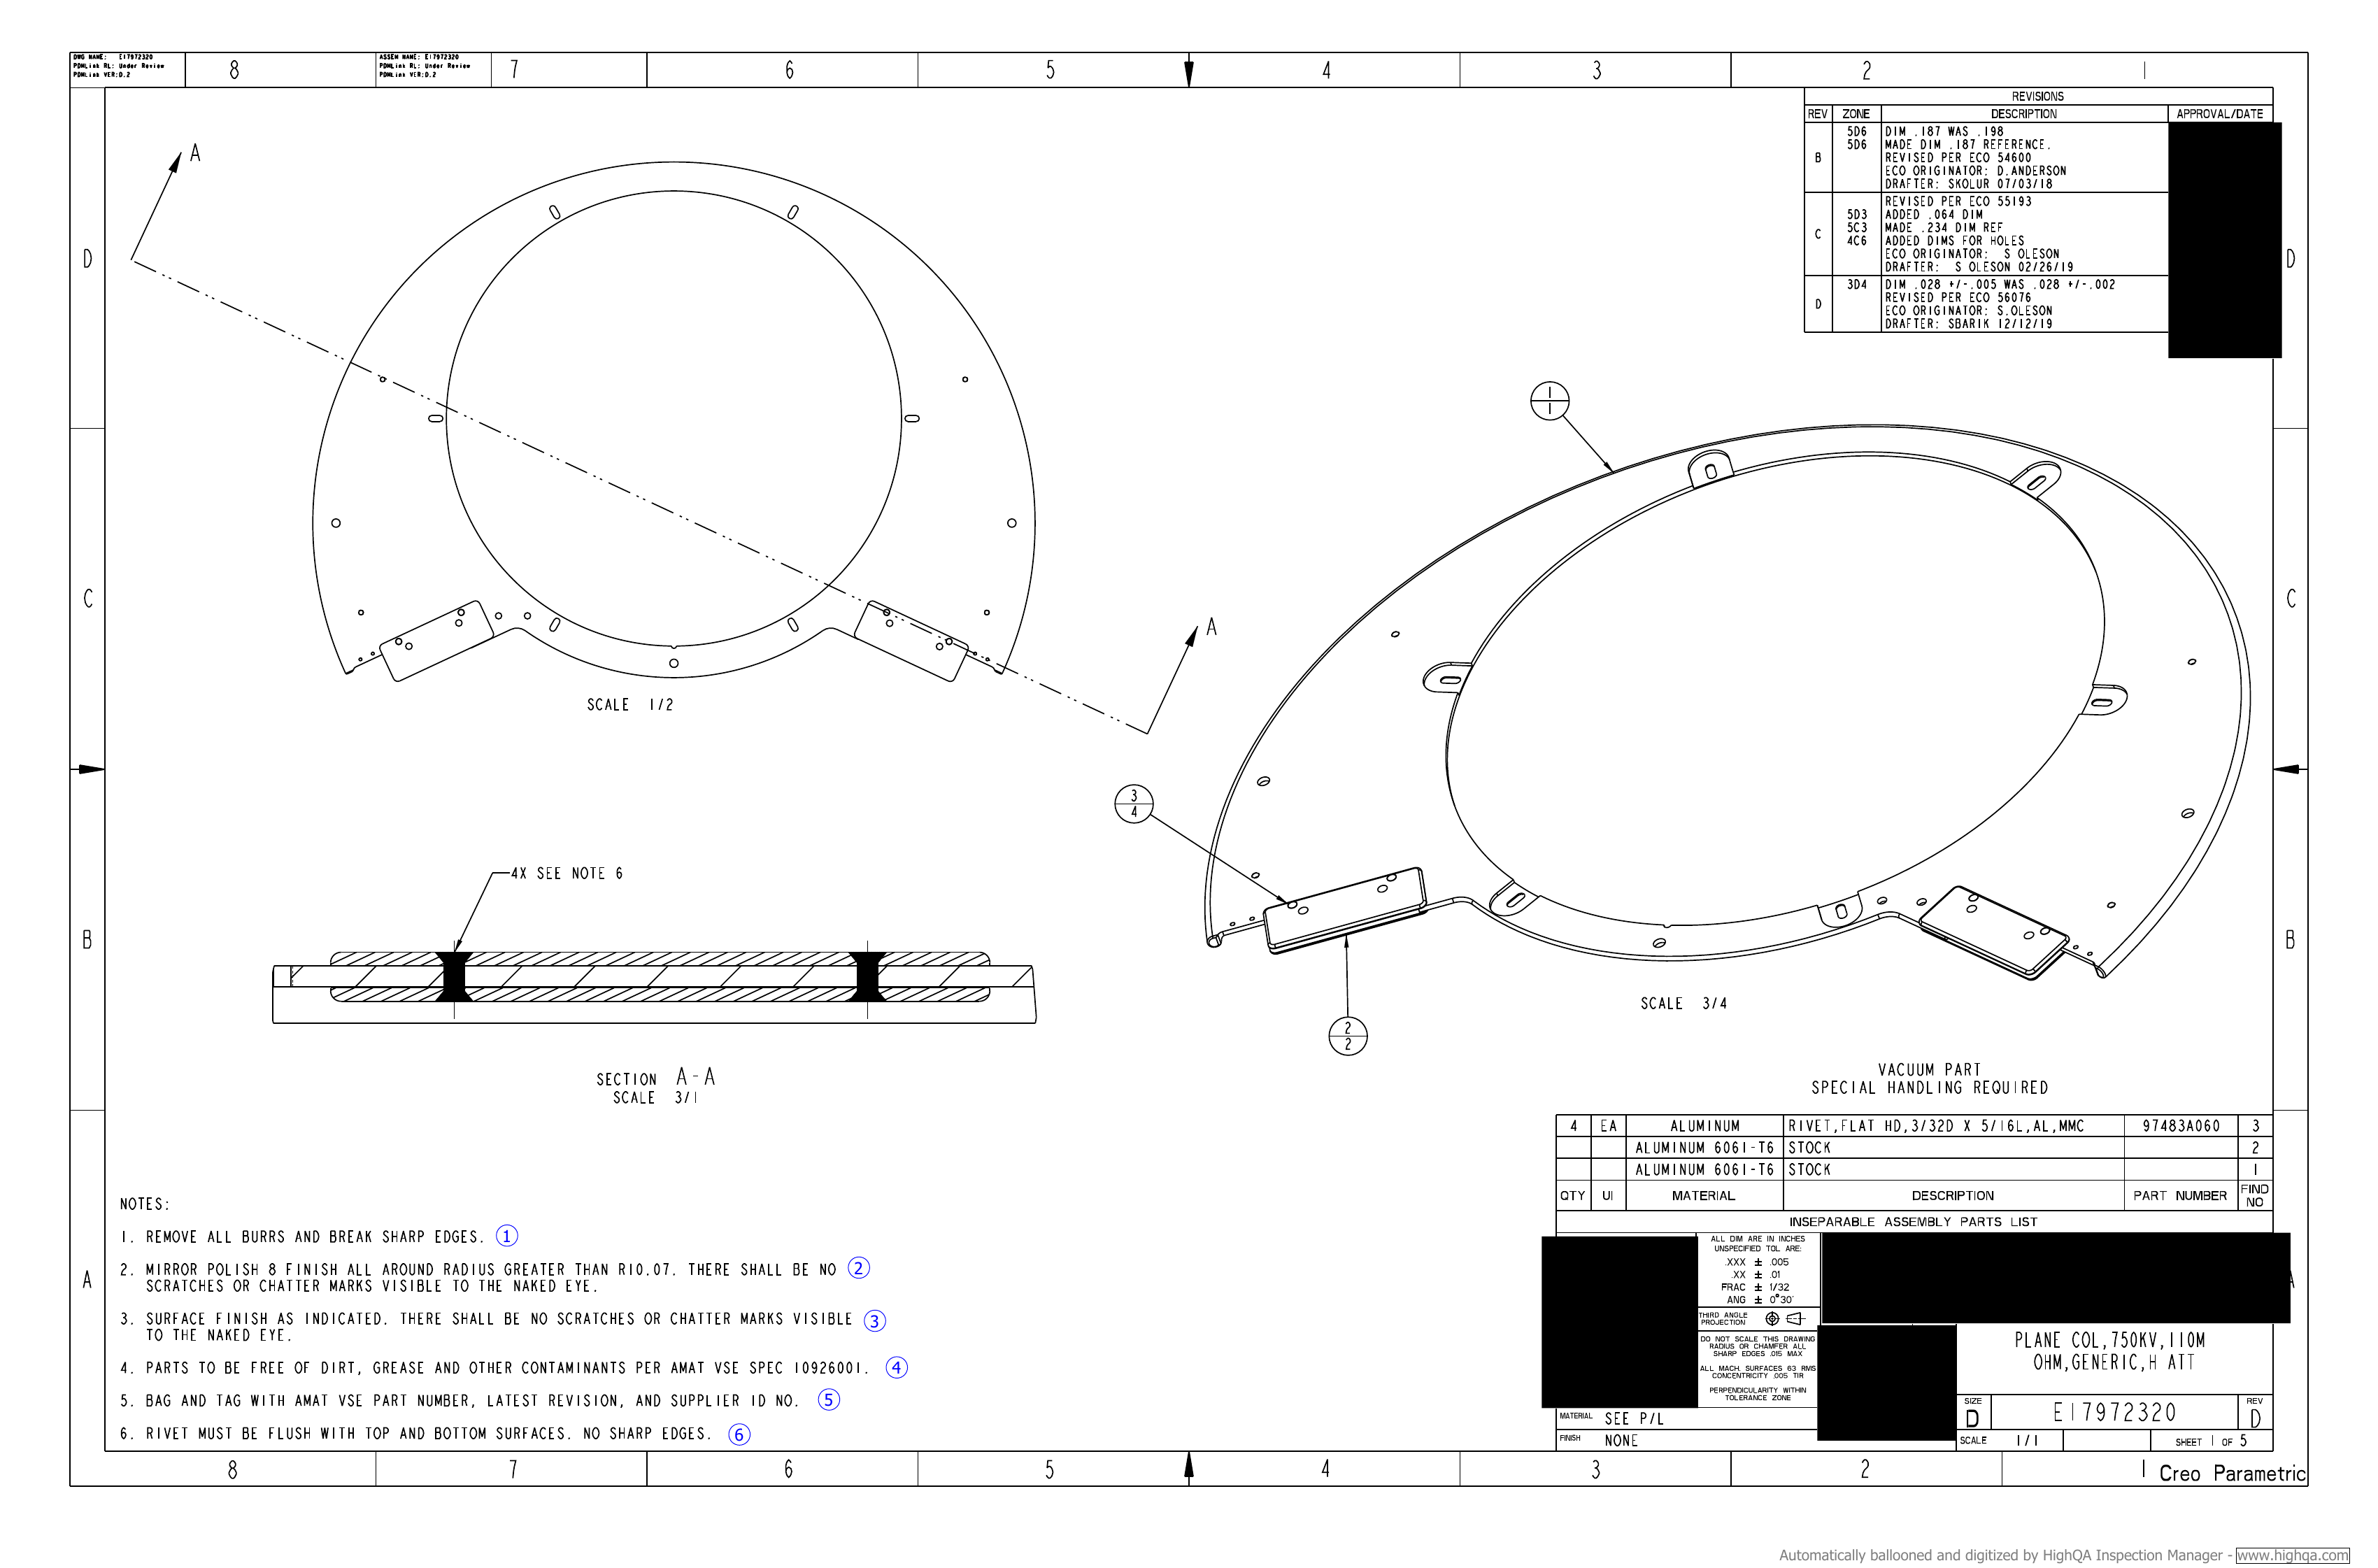 DWG NAME: E17972320
PDMLink RL: Under Review
PDMLink VER:D.2
ASSEM NAME: E17972320
PDMLink RL: Under Review
PDMLink VER:D.2
8
7
6
5
4
3
2
1
D
C
B
A
D
C
B
REVISIONS
REV ZONE DESCRIPTION APPROVAL/DATE
B
5D6 DIM .187 WAS .198
5D6 MADE DIM .187 REFERENCE.
REVISED PER ECO 54600
ECO ORIGINATOR: D.ANDERSON
DRAFTER: SKOLUR 07/03/18
C
REVISED PER ECO 55193
5D3 ADDED .064 DIM
5C3 MADE .234 DIM REF
4C6 ADDED DIMS FOR HOLES
ECO ORIGINATOR: S OLESON
DRAFTER: S OLESON 02/26/19
D
3D4 DIM .028 +/-.005 WAS .028 +/-.002
REVISED PER ECO 56076
ECO ORIGINATOR: S.OLESON
DRAFTER: SBARIK 12/12/19
A
A
SCALE 1/2
1
1
3
4
2
2
SCALE 3/4
4X SEE NOTE 6
SECTION A-A
SCALE 3/1
VACUUM PART
SPECIAL HANDLING REQUIRED
NOTES:
1. REMOVE ALL BURRS AND BREAK SHARP EDGES. 1
2. MIRROR POLISH 8 FINISH ALL AROUND RADIUS GREATER THAN R10.07. THERE SHALL BE NO 2
SCRATCHES OR CHATTER MARKS VISIBLE TO THE NAKED EYE.
3. SURFACE FINISH AS INDICATED. THERE SHALL BE NO SCRATCHES OR CHATTER MARKS VISIBLE 3
TO THE NAKED EYE.
4. PARTS TO BE FREE OF DIRT, GREASE AND OTHER CONTAMINANTS PER AMAT VSE SPEC 10926001. 4
5. BAG AND TAG WITH AMAT VSE PART NUMBER, LATEST REVISION, AND SUPPLIER ID NO. 5
6. RIVET MUST BE FLUSH WITH TOP AND BOTTOM SURFACES. NO SHARP EDGES. 6
4 EA ALUMINUM RIVET,FLAT HD,3/32D X 5/16L,AL,MMC 97483A060 3
ALUMINUM 6061-T6 STOCK 2
ALUMINUM 6061-T6 STOCK 1
QTY UI MATERIAL DESCRIPTION PART NUMBER FIND NO
INSEPARABLE ASSEMBLY PARTS LIST
ALL DIM ARE IN INCHES
UNSPECIFIED TOL ARE:
.XXX ± .005
.XX ± .01
FRAC ± 1/32
ANG ± 0°30'
THIRD ANGLE
PROJECTION
DO NOT SCALE THIS DRAWING
RADIUS OR CHAMFER ALL
SHARP EDGES .015 MAX
ALL MACH. SURFACES 63 RMS
CONCENTRICITY .005 TIR
PERPENDICULARITY WITHIN
TOLERANCE ZONE
MATERIAL SEE P/L
FINISH NONE
PLANE COL,750KV,110M
OHM,GENERIC,H ATT
SIZE D
E17972320
REV D
SCALE 1/1
SHEET 1 OF 5
8
7
6
5
4
3
2
1
Creo Parametric
Automatically ballooned and digitized by HighQA Inspection Manager - www.highqa.com